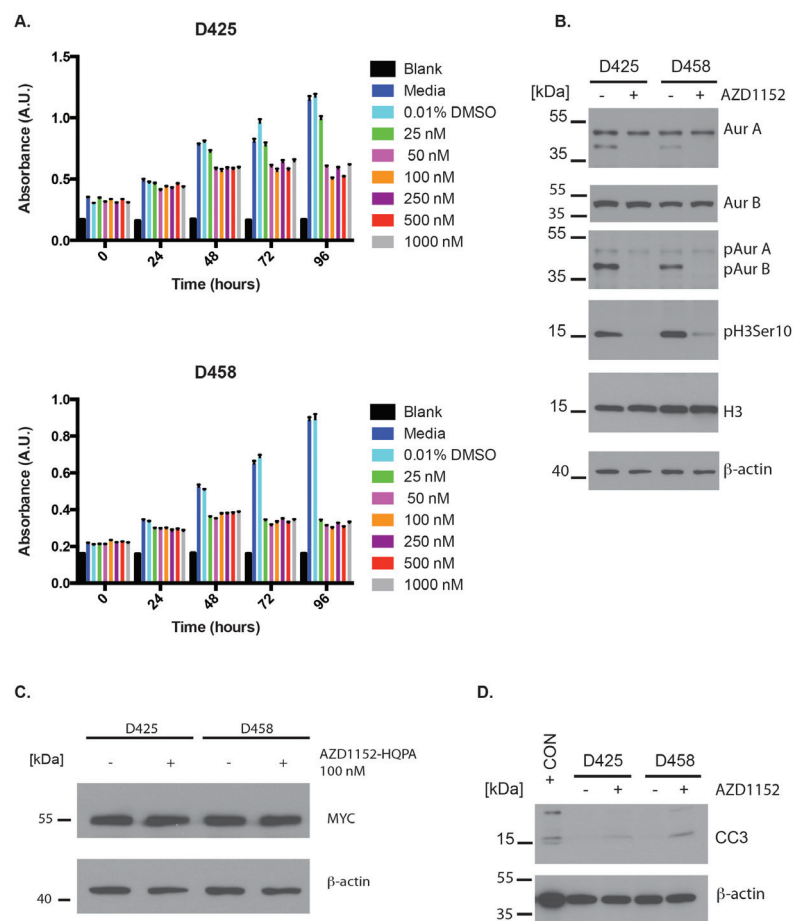 A.
D425
1.5
1.0
0.5
0.0
Absorbance (A.U.)
0
24
48
72
96
Time (hours)
Blank
Media
0.01% DMSO
25 nM
50 nM
100 nM
250 nM
500 nM
1000 nM
D458
1.0
0.8
0.6
0.4
0.2
0.0
Absorbance (A.U.)
0
24
48
72
96
Time (hours)
Blank
Media
0.01% DMSO
25 nM
50 nM
100 nM
250 nM
500 nM
1000 nM
B.
D425 D458
[kDa] - + - + AZD1152
55
35
Aur A
55
35
Aur B
55
35
pAur A
pAur B
15
pH3Ser10
15
H3
40
β-actin
C.
D425 D458
[kDa] - + - + AZD1152-HQPA
100 nM
55
MYC
40
β-actin
D.
+ CON
D425 D458
[kDa] - + - + AZD1152
15
CC3
55
35
β-actin